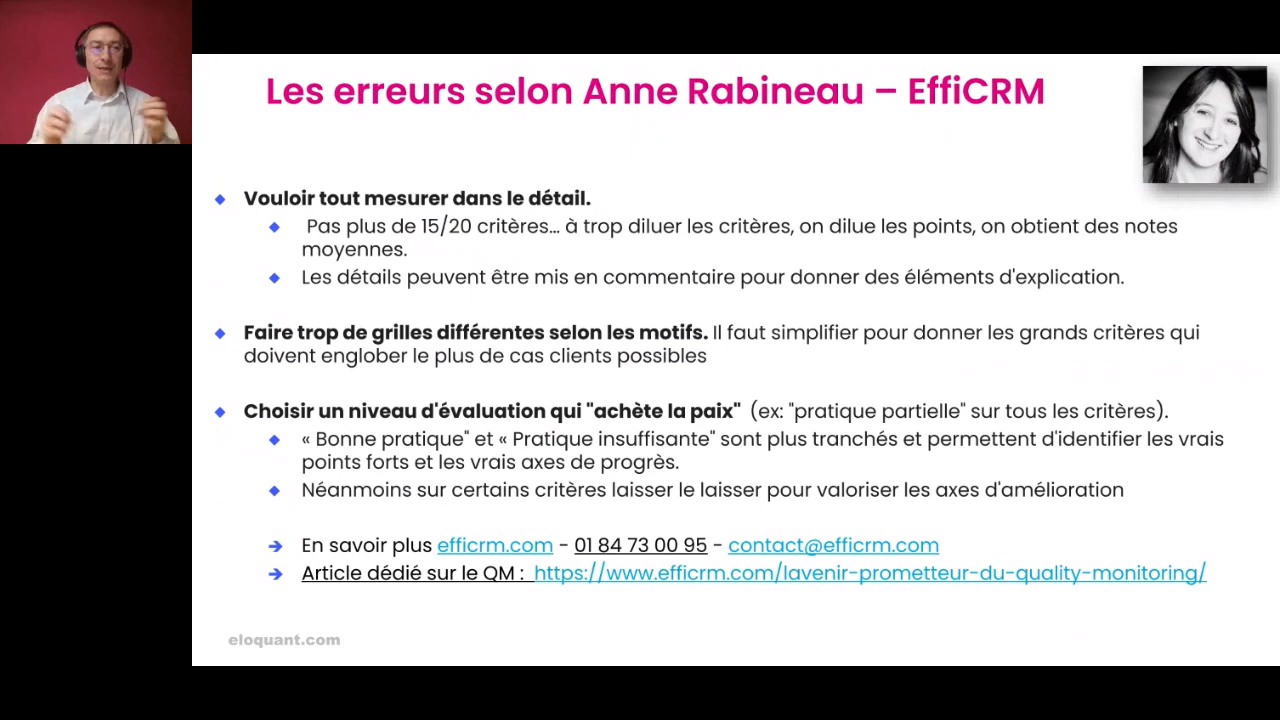 Les erreurs selon Anne Rabineau – EffiCRM
Vouloir tout mesurer dans le détail.
Pas plus de 15/20 critères... à trop diluer les critères, on dilue les points, on obtient des notes
moyennes.
Les détails peuvent être mis en commentaire pour donner des éléments d'explication.
Faire trop de grilles différentes selon les motifs. Il faut simplifier pour donner les grands critères qui
doivent englober le plus de cas clients possibles
Choisir un niveau d'évaluation qui "achète la paix" (ex: "pratique partielle" sur tous les critères).
« Bonne pratique" et « Pratique insuffisante" sont plus tranchés et permettent d'identifier les vrais
points forts et les vrais axes de progrès.
Néanmoins sur certains critères laisser le laisser pour valoriser les axes d'amélioration
En savoir plus efficrm.com - 01 84 73 00 95 - contact@efficrm.com
Article dédié sur le QM : https://www.efficrm.com/lavenir-prometteur-du-quality-monitoring/
eloquant.com